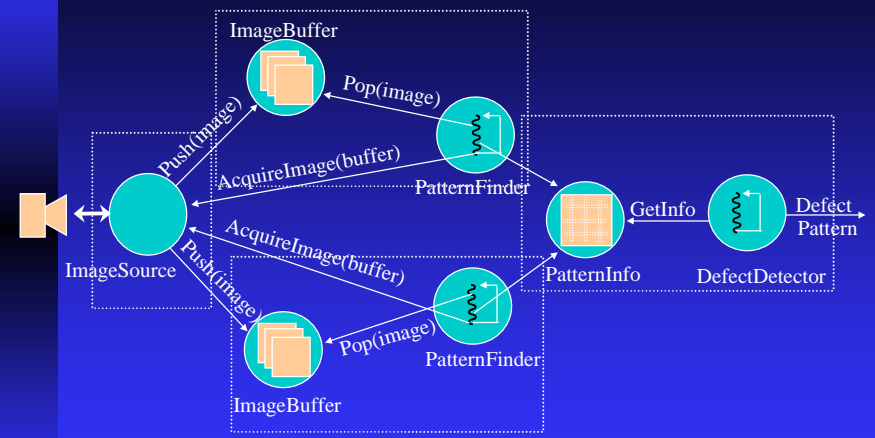 ImageBuffer
Pop(image)
Push(image)
AcquireImage(buffer)
PatternFinder
GetInfo
Defect
Pattern
AcquireImage(buffer)
Push(image)
ImageSource
PatternInfo
DefectDetector
Pop(image)
PatternFinder
ImageBuffer